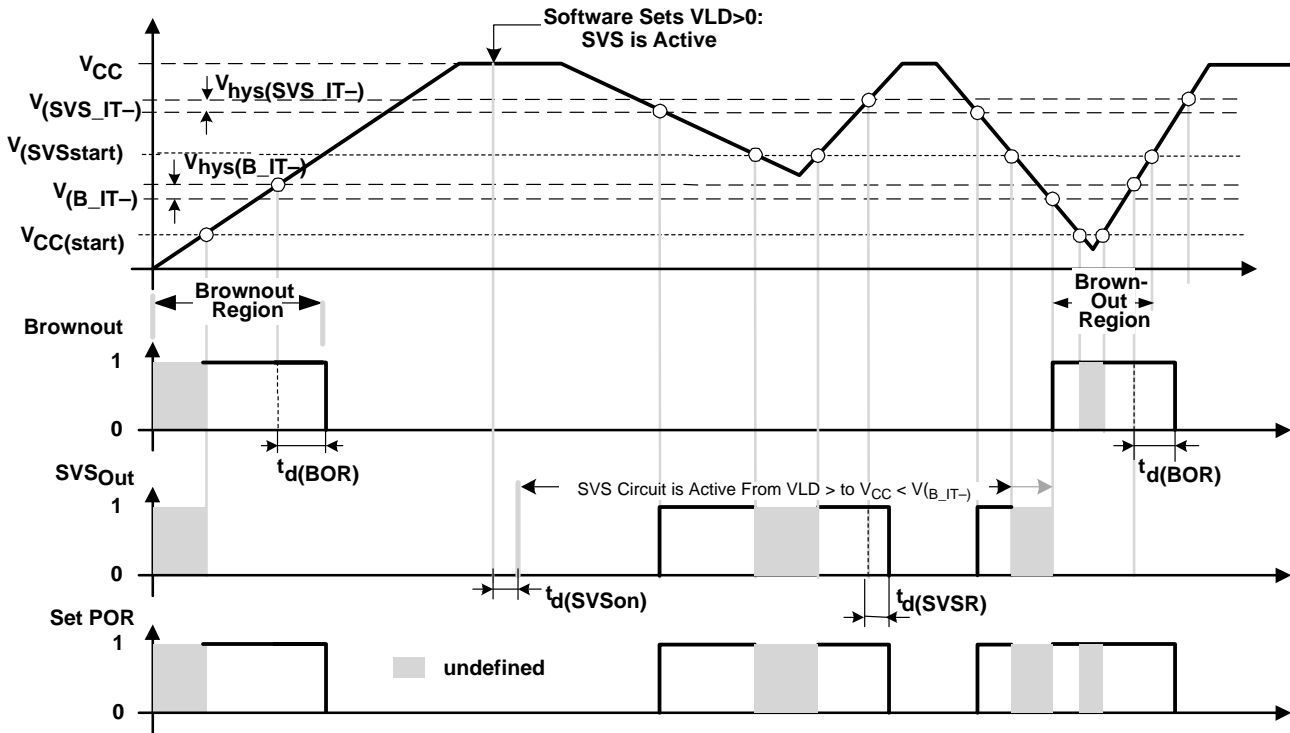 Software Sets VLD>0:
SVS is Active
VCC
Vhys(SVS_IT–)
V(SVS_IT–)
V(SVSstart)
Vhys(B_IT–)
V(B_IT–)
VCC(start)
Brownout
Region
Brown-
Out
Region
Brownout
1
0
td(BOR)
td(BOR)
SVSOut
SVS Circuit is Active From VLD > to VCC < V(B_IT–)
1
0
td(SVSon)
td(SVSR)
Set POR
1
undefined
0